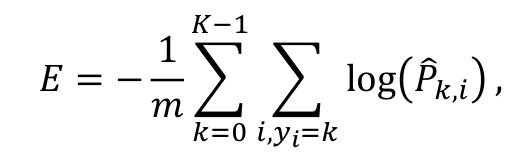 E = -\frac{1}{m} \sum_{k=0}^{K-1} \sum_{i,y_i=k} \log(\hat{P}_{k,i}) ,